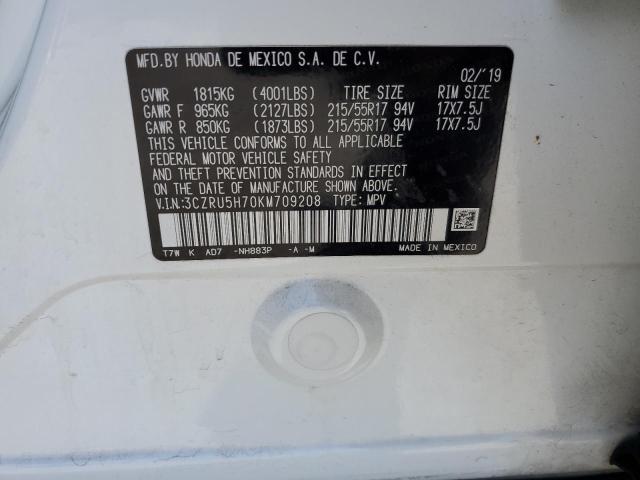 MFD.BY HONDA DE MEXICO S.A. DE C.V.
02/'19
GVWR 1815KG (4001LBS) TIRE SIZE RIM SIZE
GAWR F 965KG (2127LBS) 215/55R17 94V 17X7.5J
GAWR R 850KG (1873LBS) 215/55R17 94V 17X7.5J
THIS VEHICLE CONFORMS TO ALL APPLICABLE
FEDERAL MOTOR VEHICLE SAFETY
AND THEFT PREVENTION STANDARDS IN EFFECT
ON THE DATE OF MANUFACTURE SHOWN ABOVE.
V.I.N:3CZRU5H70KM709208 TYPE: MPV
T7W K AD7 -NH883P -A -M MADE IN MEXICO